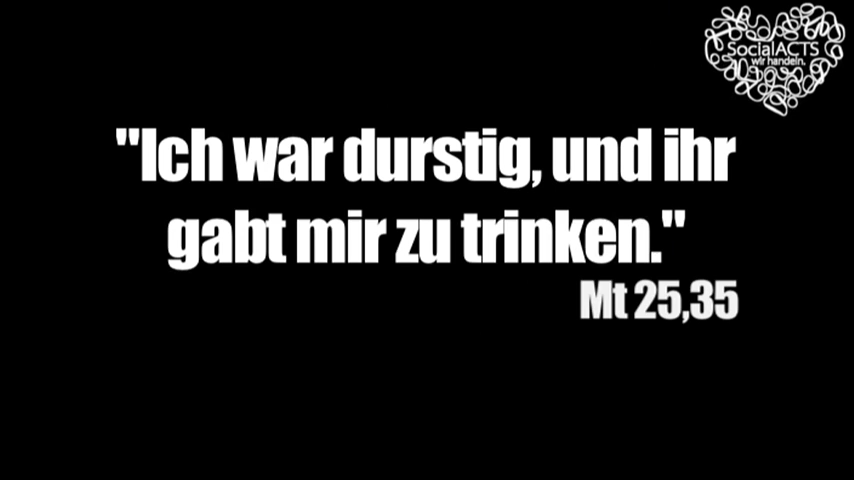 SocialACTS
wir handeln.
"Ich war durstig, und ihr
gabt mir zu trinken."
Mt 25,35